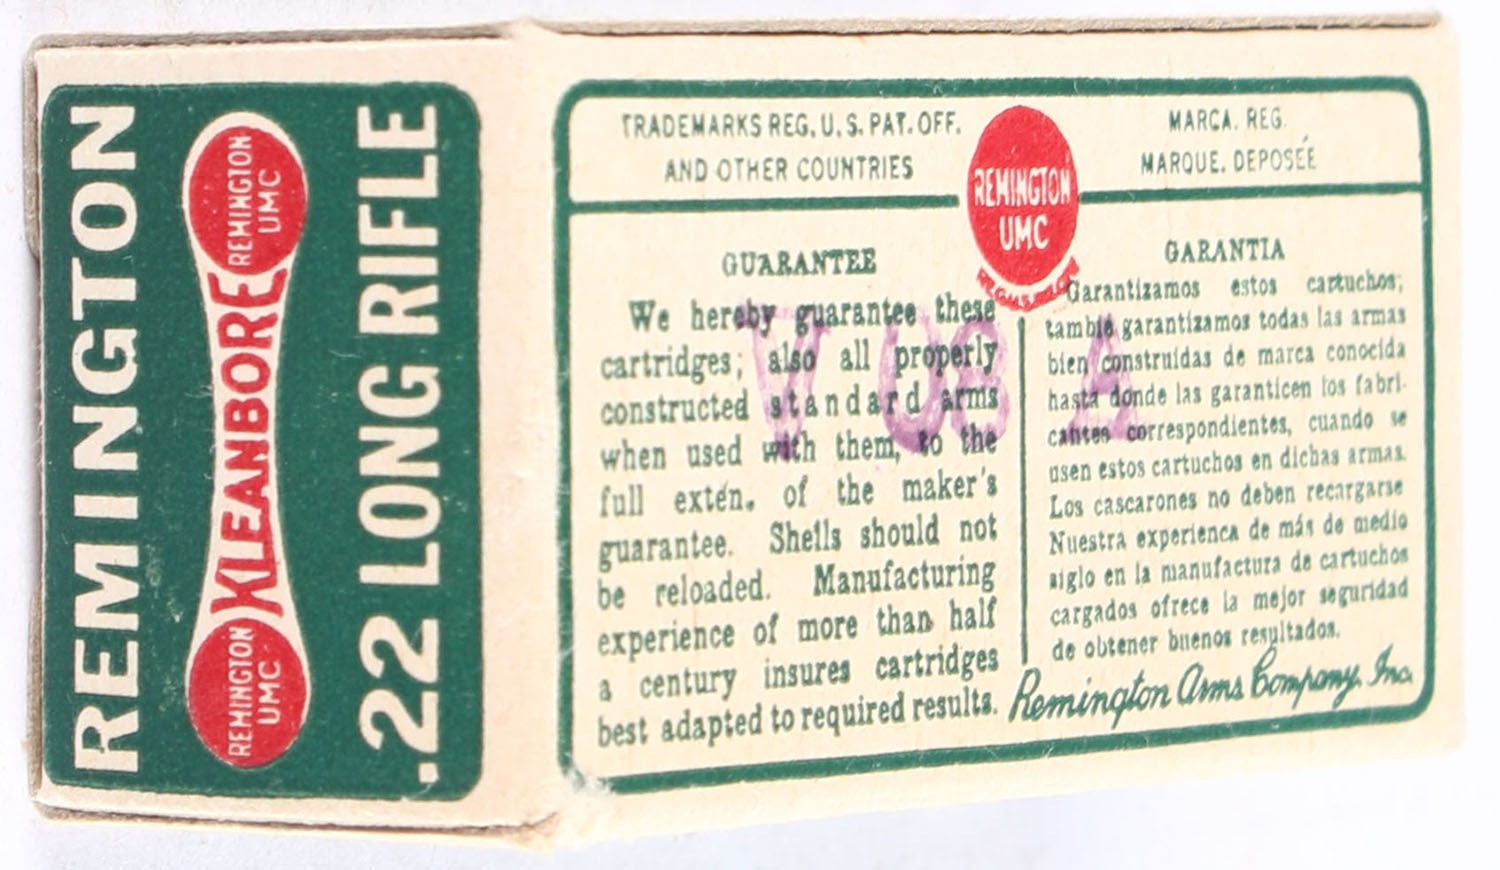 REMINGTON
REMINGTON
UMC
KLEANBORE
REMINGTON
UMC
.22 LONG RIFLE
TRADEMARKS REG. U. S. PAT. OFF.
AND OTHER COUNTRIES
REMINGTON
UMC
MARCA. REG.
MARQUE. DEPOSÉE
GUARANTEE
We hereby guarantee these
cartridges; also all properly
constructed standard arms
when used with them, to the
full exten. of the maker's
guarantee. Shells should not
be reloaded. Manufacturing
experience of more than half
a century insures cartridges
best adapted to required results.
GARANTIA
Garantizamos estos cartuchos;
tambié garantizamos todas las armas
bien construidas de marca conocida
hasta donde las garanticen los fabri-
cantes correspondientes, cuando se
usen estos cartuchos en dichas armas.
Los cascarones no deben recargarse
Nuestra experienca de más de medio
siglo en la manufactura de cartuchos
cargados ofrece la mejor seguridad
de obtener buenos resultados.
Remington Arms Company, Inc.